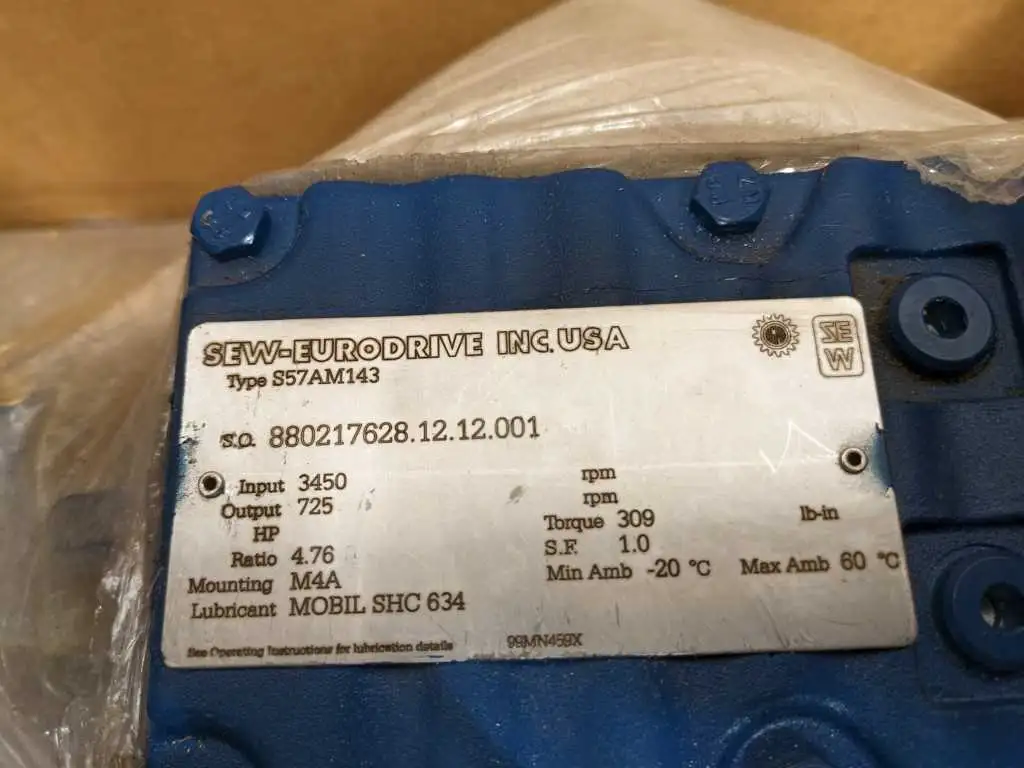 SEW-EURODRIVE INC. USA
SEW
Type S57AM143
S.O. 880217628.12.12.001
Input 3450 rpm
Output 725 rpm
HP Torque 309 lb-in
Ratio 4.76 S.F. 1.0
Mounting M4A Min Amb -20 °C Max Amb 60 °C
Lubricant MOBIL SHC 634
See Operating Instructions for lubrication details 99MN459X